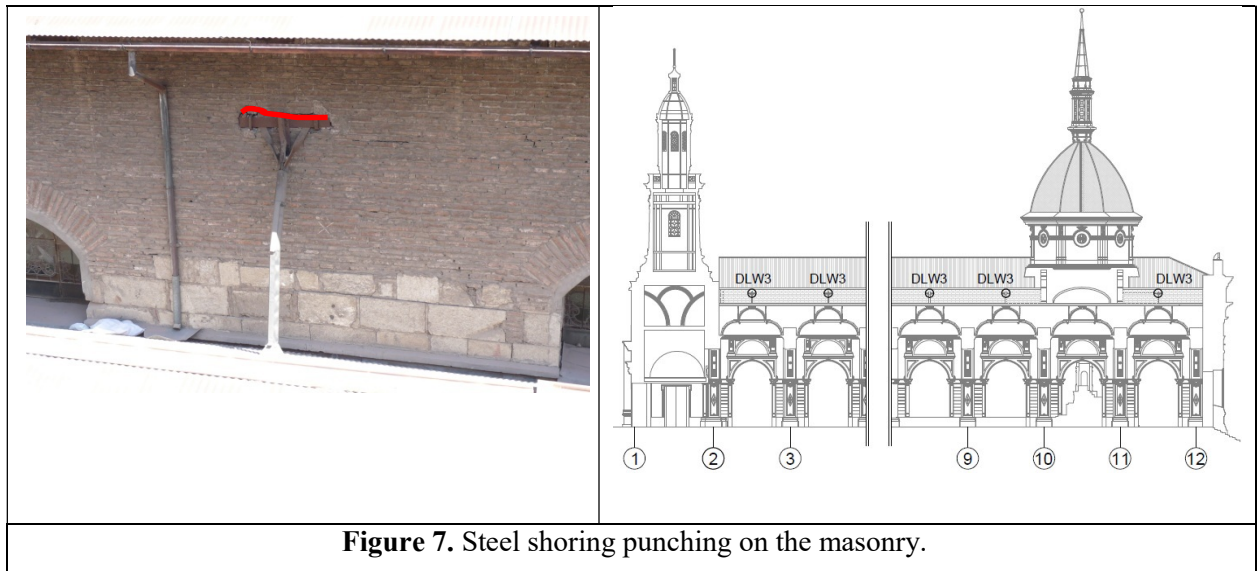 DLW3 DLW3 DLW3 DLW3 DLW3
1 2 3 9 10 11 12
Figure 7. Steel shoring punching on the masonry.